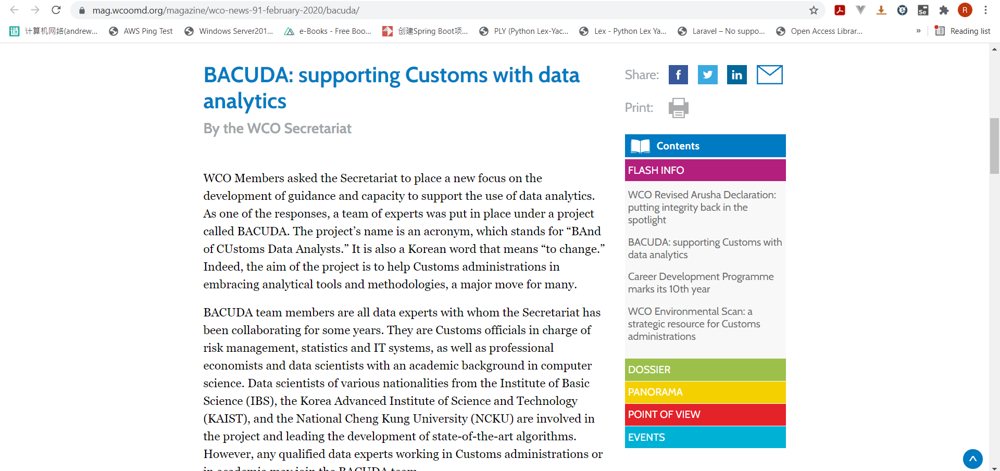 mag.wcoomd.org/magazine/wco-news-91-february-2020/bacuda/
Se
R
计算机网络(andrew...
AWS Ping Test
Windows Server201...
e-Books - Free Boo...
创建Spring Boot项...
PLY (Python Lex-Yac...
Lex - Python Lex Ya...
Laravel – No suppo...
Open Access Librar...
»
Reading list
BACUDA: supporting Customs with data
analytics
By the WCO Secretariat
WCO Members asked the Secretariat to place a new focus on the
development of guidance and capacity to support the use of data analytics.
As one of the responses, a team of experts was put in place under a project
called BACUDA. The project’s name is an acronym, which stands for “BAnd
of CUstoms Data Analysts.” It is also a Korean word that means “to change.”
Indeed, the aim of the project is to help Customs administrations in
embracing analytical tools and methodologies, a major move for many.
BACUDA team members are all data experts with whom the Secretariat has
been collaborating for some years. They are Customs officials in charge of
risk management, statistics and IT systems, as well as professional
economists and data scientists with an academic background in computer
science. Data scientists of various nationalities from the Institute of Basic
Science (IBS), the Korea Advanced Institute of Science and Technology
(KAIST), and the National Cheng Kung University (NCKU) are involved in
the project and leading the development of state-of-the-art algorithms.
However, any qualified data experts working in Customs administrations or
in academia may join the BACUDA team.
Share:
f
in
Print:
Contents
FLASH INFO
WCO Revised Arusha Declaration:
putting integrity back in the
spotlight
BACUDA: supporting Customs with
data analytics
Career Development Programme
marks its 10th year
WCO Environmental Scan: a
strategic resource for Customs
administrations
DOSSIER
PANORAMA
POINT OF VIEW
EVENTS